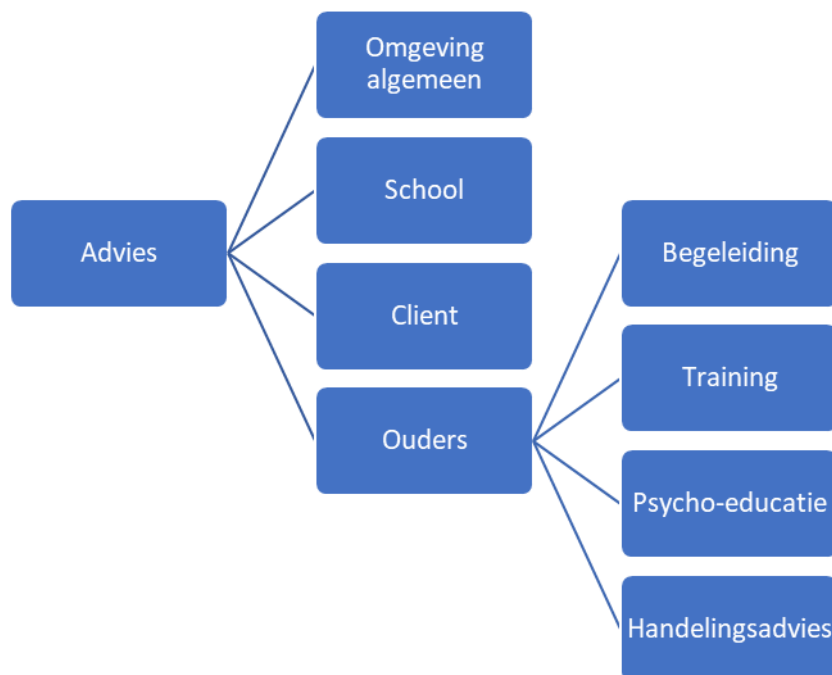 Omgeving
algemeen
School
Advies
Client
Ouders
Begeleiding
Training
Psycho-educatie
Handelingsadvies